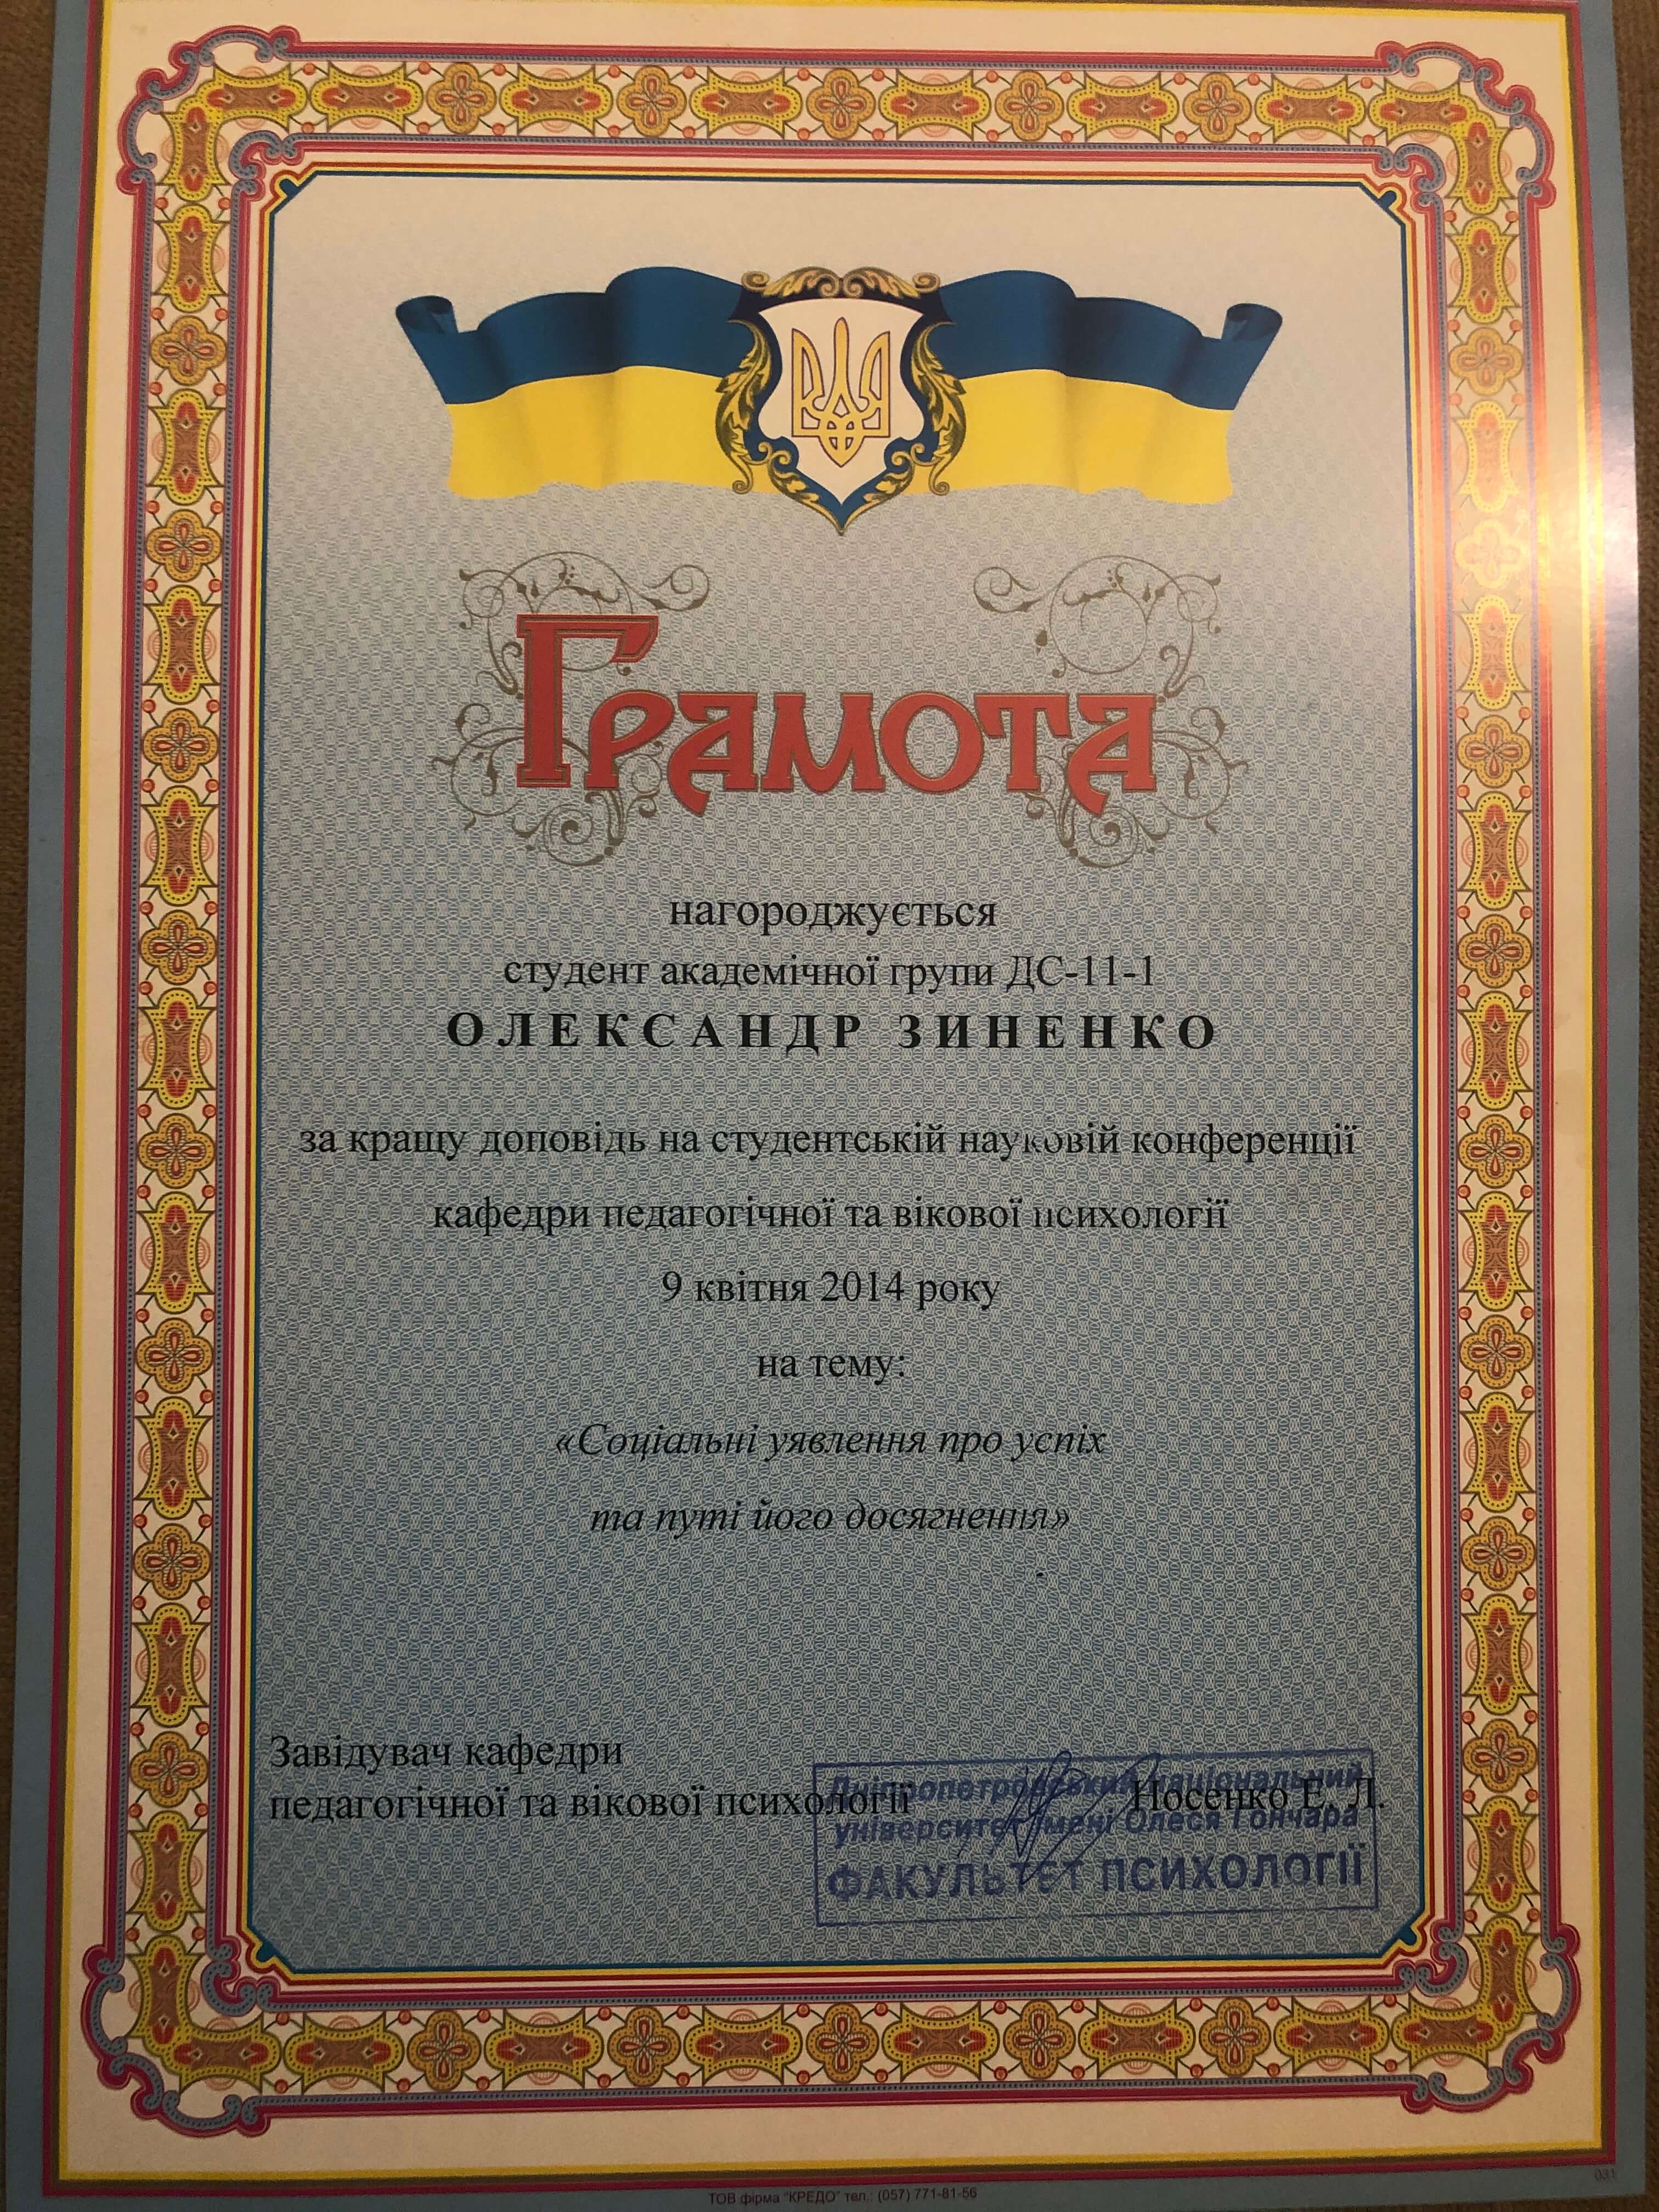 Грамота
нагороджується
студент академічної групи ДС-11-1
ОЛЕКСАНДР ЗИНЕНКО
за кращу доповідь на студентській науковій конференції
кафедри педагогічної та вікової психології
9 квітня 2014 року
на тему:
«Соціальні уявлення про успіх
та путі його досягнення»
Завідувач кафедри
педагогічної та вікової психології Носенко Е. Л.
Дніпропетровський національний
університет імені Олеся Гончара
ФАКУЛЬТЕТ ПСИХОЛОГІЇ
031
ТОВ фірма "КРЕДО" тел.: (057) 771-81-56